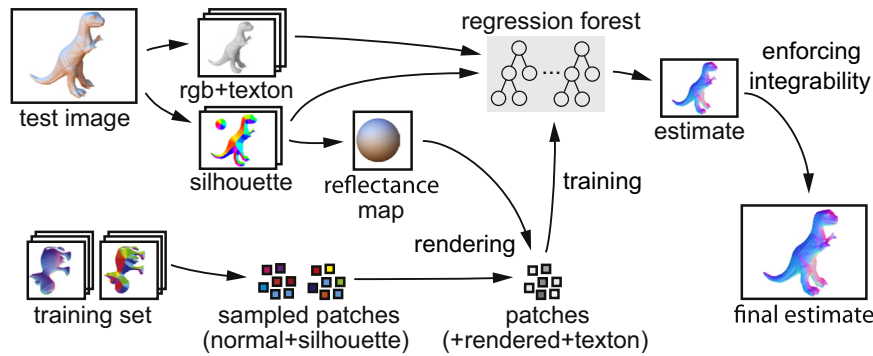 regression forest
enforcing
integrability
rgb+texton
test image
estimate
silhouette
reflectance
map
training
rendering
training set
sampled patches
(normal+silhouette)
patches
(+rendered+texton)
final estimate
...